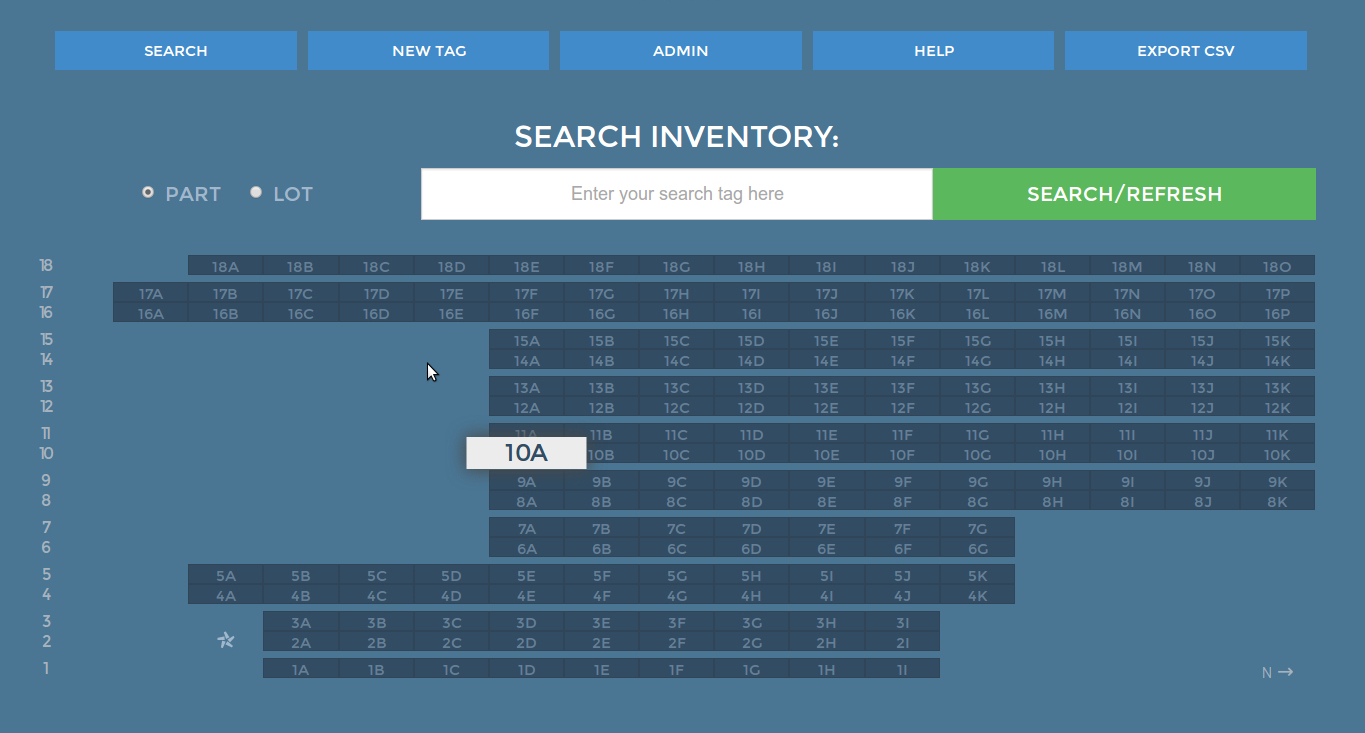 SEARCH NEW TAG ADMIN HELP EXPORT CSV
SEARCH INVENTORY:
PART LOT Enter your search tag here SEARCH/REFRESH
18 18A 18B 18C 18D 18E 18F 18G 18H 18I 18J 18K 18L 18M 18N 18O
17 17A 17B 17C 17D 17E 17F 17G 17H 17I 17J 17K 17L 17M 17N 17O 17P
16 16A 16B 16C 16D 16E 16F 16G 16H 16I 16J 16K 16L 16M 16N 16O 16P
15 15A 15B 15C 15D 15E 15F 15G 15H 15I 15J 15K
14 14A 14B 14C 14D 14E 14F 14G 14H 14I 14J 14K
13 13A 13B 13C 13D 13E 13F 13G 13H 13I 13J 13K
12 12A 12B 12C 12D 12E 12F 12G 12H 12I 12J 12K
11 11A 11B 11C 11D 11E 11F 11G 11H 11I 11J 11K
10 10A 10B 10C 10D 10E 10F 10G 10H 10I 10J 10K
9 9A 9B 9C 9D 9E 9F 9G 9H 9I 9J 9K
8 8A 8B 8C 8D 8E 8F 8G 8H 8I 8J 8K
7 7A 7B 7C 7D 7E 7F 7G
6 6A 6B 6C 6D 6E 6F 6G
5 5A 5B 5C 5D 5E 5F 5G 5H 5I 5J 5K
4 4A 4B 4C 4D 4E 4F 4G 4H 4I 4J 4K
3 3A 3B 3C 3D 3E 3F 3G 3H 3I
2 2A 2B 2C 2D 2E 2F 2G 2H 2I
1 1A 1B 1C 1D 1E 1F 1G 1H 1I N →